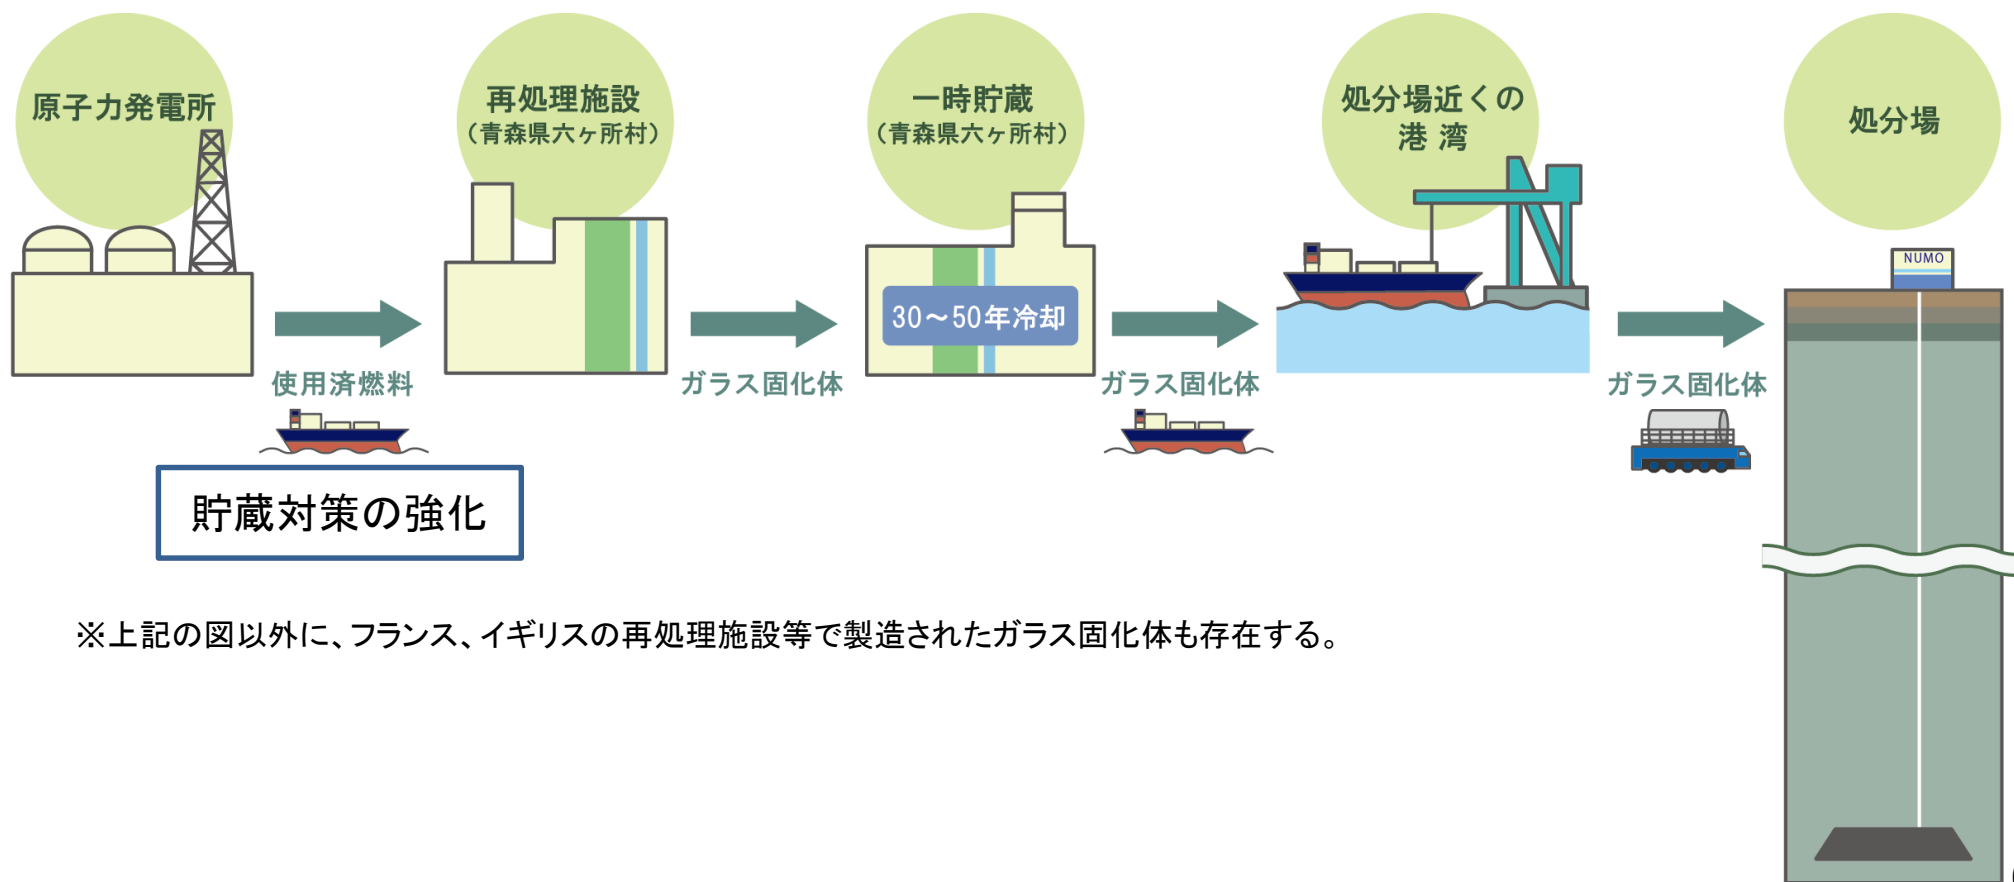 原子力発電所
再処理施設
（青森県六ヶ所村）
一時貯蔵
（青森県六ヶ所村）
処分場近くの
港 湾
処分場
NUMO
30～50年冷却
使用済燃料
ガラス固化体
ガラス固化体
ガラス固化体
貯蔵対策の強化
※上記の図以外に、フランス、イギリスの再処理施設等で製造されたガラス固化体も存在する。